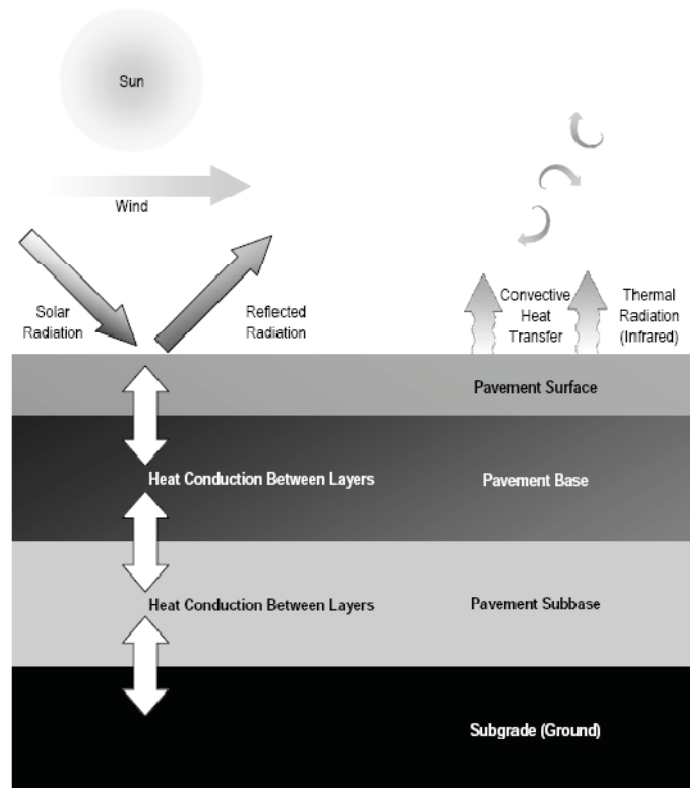 Sun
Wind
Solar
Radiation
Reflected
Radiation
Convective
Heat
Transfer
Thermal
Radiation
(Infrared)
Pavement Surface
Heat Conduction Between Layers
Pavement Base
Heat Conduction Between Layers
Pavement Subbase
Subgrade (Ground)